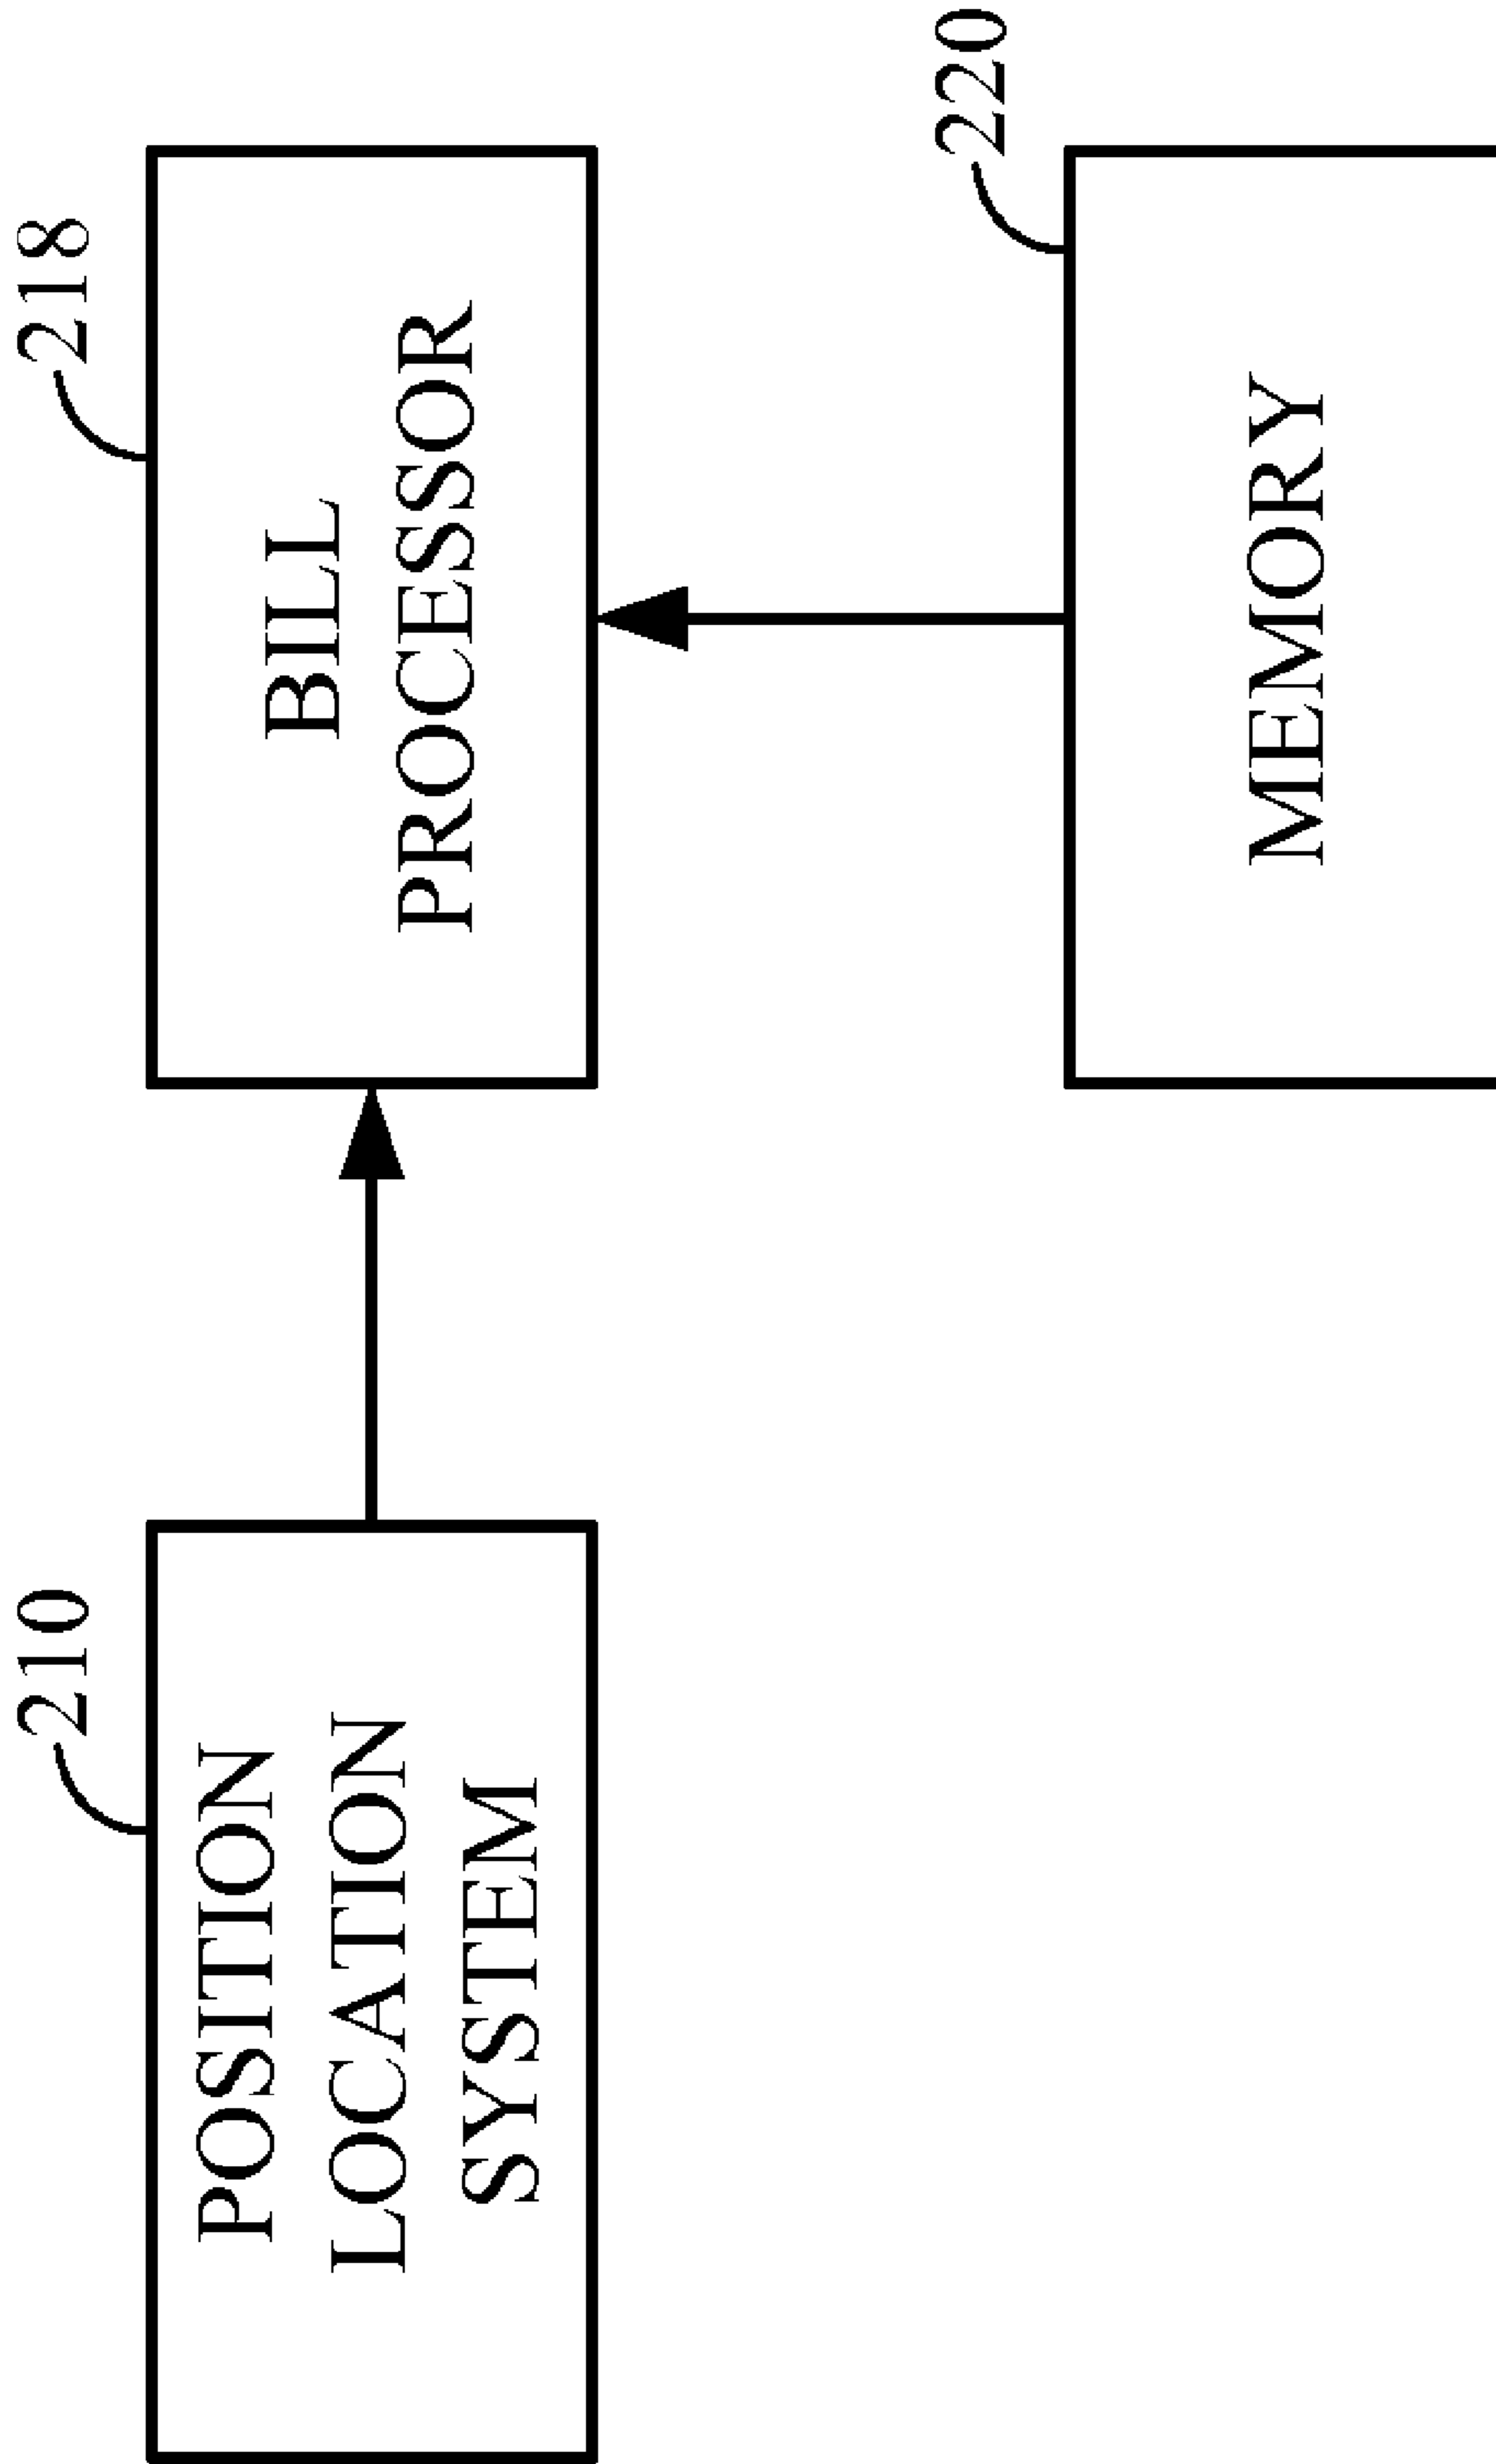 210
POSITION
LOCATION
SYSTEM
218
BILL
PROCESSOR
220
MEMORY